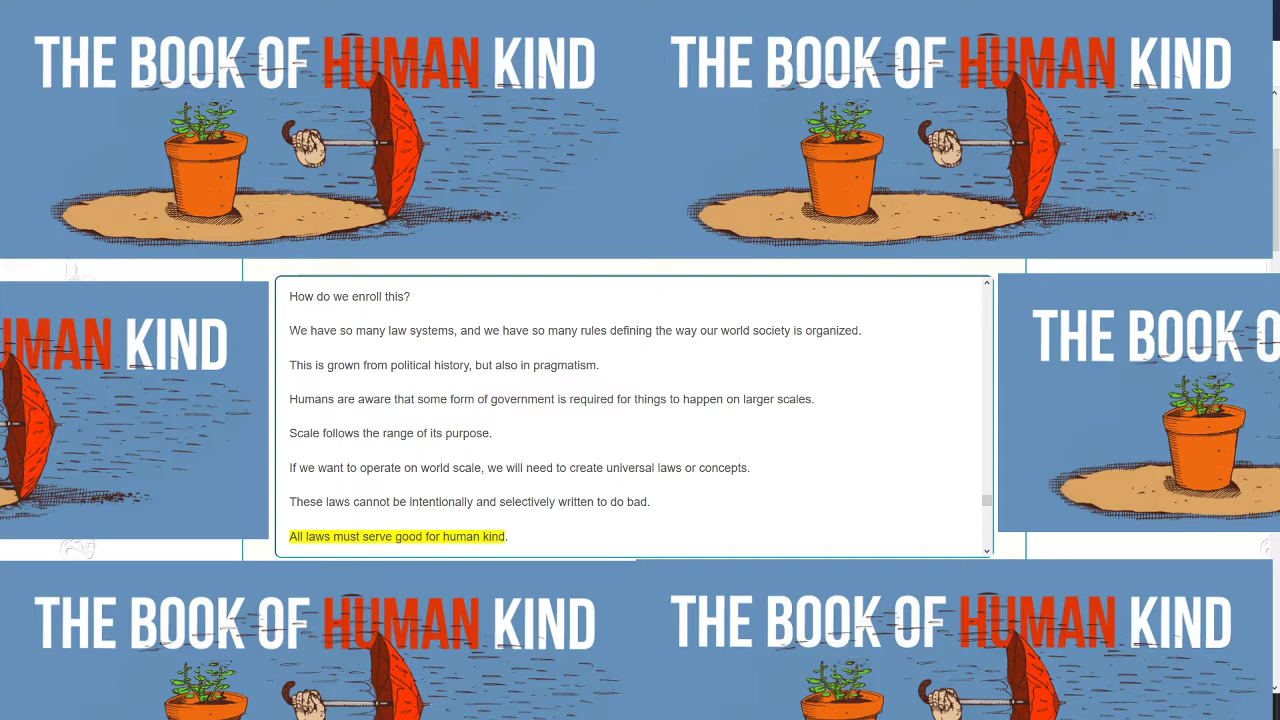 THE BOOK OF HUMAN KIND
THE BOOK OF HUMAN KIND
MAN KIND
How do we enroll this?
We have so many law systems, and we have so many rules defining the way our world society is organized.
This is grown from political history, but also in pragmatism.
Humans are aware that some form of government is required for things to happen on larger scales.
Scale follows the range of its purpose.
If we want to operate on world scale, we will need to create universal laws or concepts.
These laws cannot be intentionally and selectively written to do bad.
All laws must serve good for human kind.
THE BOOK O
THE BOOK OF HUMAN KIND
THE BOOK OF HUMAN KIND